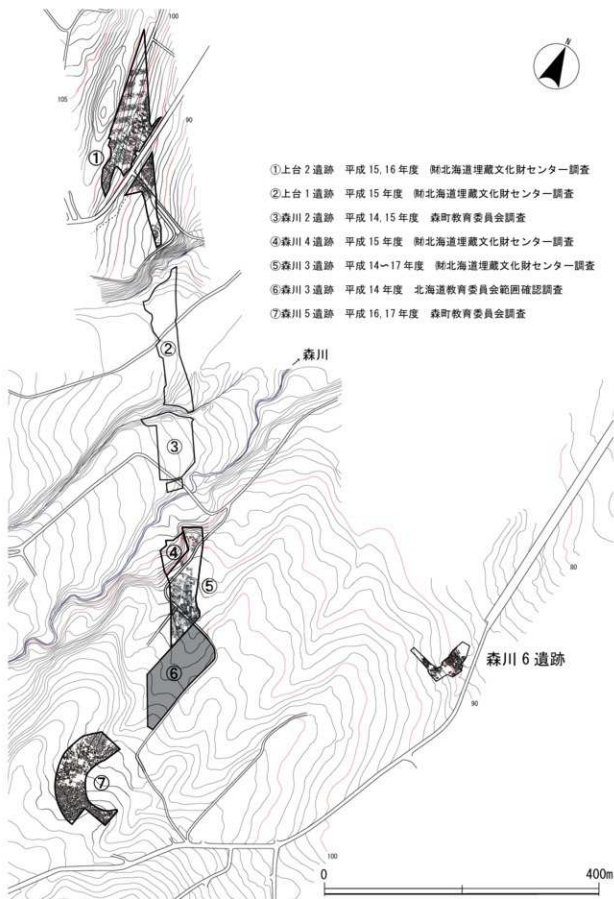 100
N
105
90
①
①上台2遺跡 平成15,16年度 ㈶北海道埋蔵文化財センター調査
②上台1遺跡 平成15年度 ㈶北海道埋蔵文化財センター調査
③森川2遺跡 平成14,15年度 森町教育委員会調査
④森川4遺跡 平成15年度 ㈶北海道埋蔵文化財センター調査
⑤森川3遺跡 平成14〜17年度 ㈶北海道埋蔵文化財センター調査
⑥森川3遺跡 平成14年度 北海道教育委員会範囲確認調査
⑦森川5遺跡 平成16,17年度 森町教育委員会調査
②
森川
③
④
⑤
80
森川6遺跡
⑥
90
⑦
100
0 400m